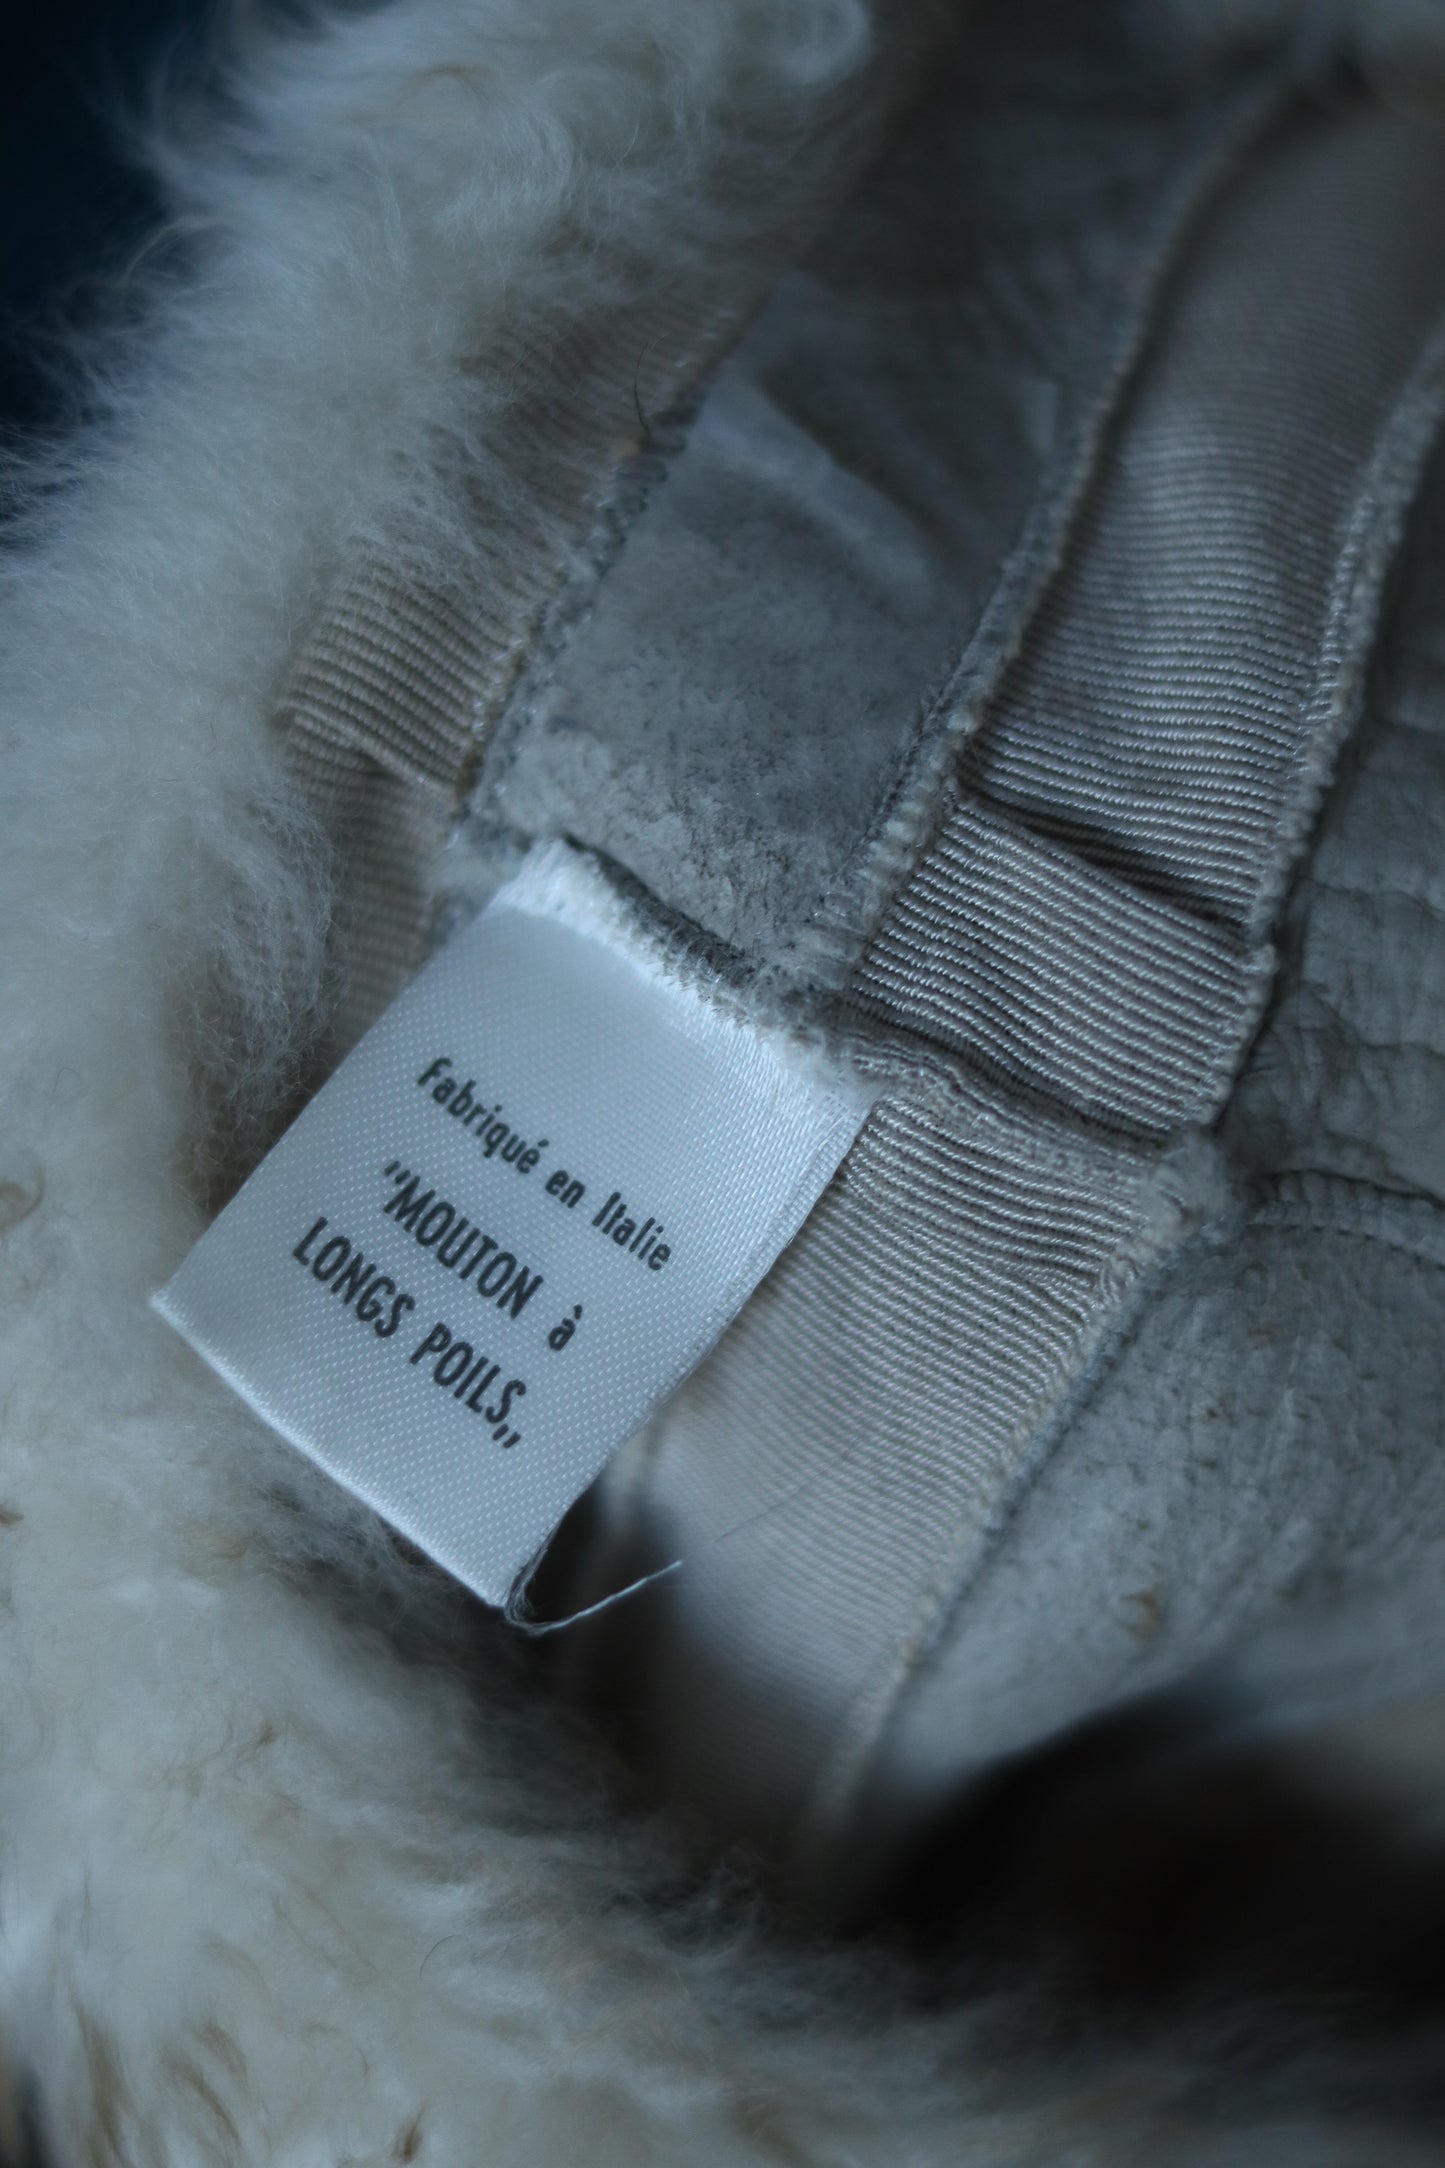 Fabriqué en Italie
“MOUTON à
LONGS POILS„